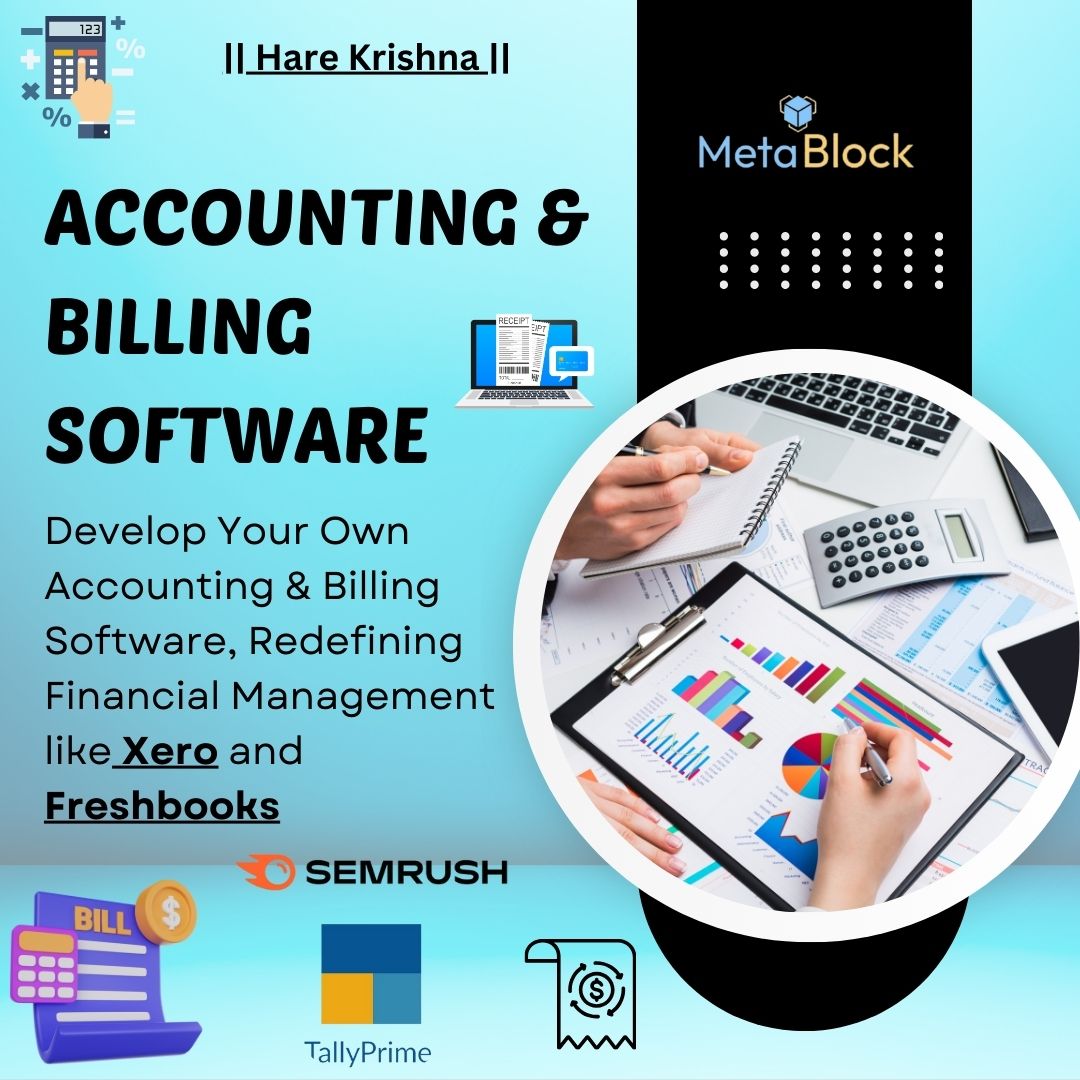 123
|| Hare Krishna ||
MetaBlock
ACCOUNTING &
BILLING
SOFTWARE
RECEIPT
Develop Your Own
Accounting & Billing
Software, Redefining
Financial Management
like Xero and
Freshbooks
SEMRUSH
BILL
$
TallyPrime
$